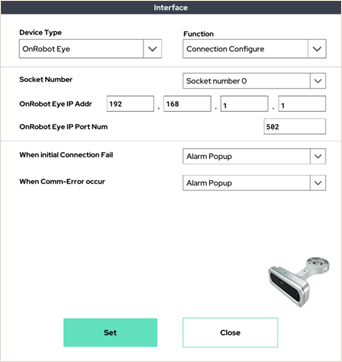 Interface
Device Type
Function
OnRobot Eye
Connection Configure
Socket Number
Socket number 0
OnRobot Eye IP Addr 192 . 168 . 1 . 1
OnRobot Eye IP Port Num 502
When initial Connection Fail Alarm Popup
When Comm-Error occur Alarm Popup
Set
Close